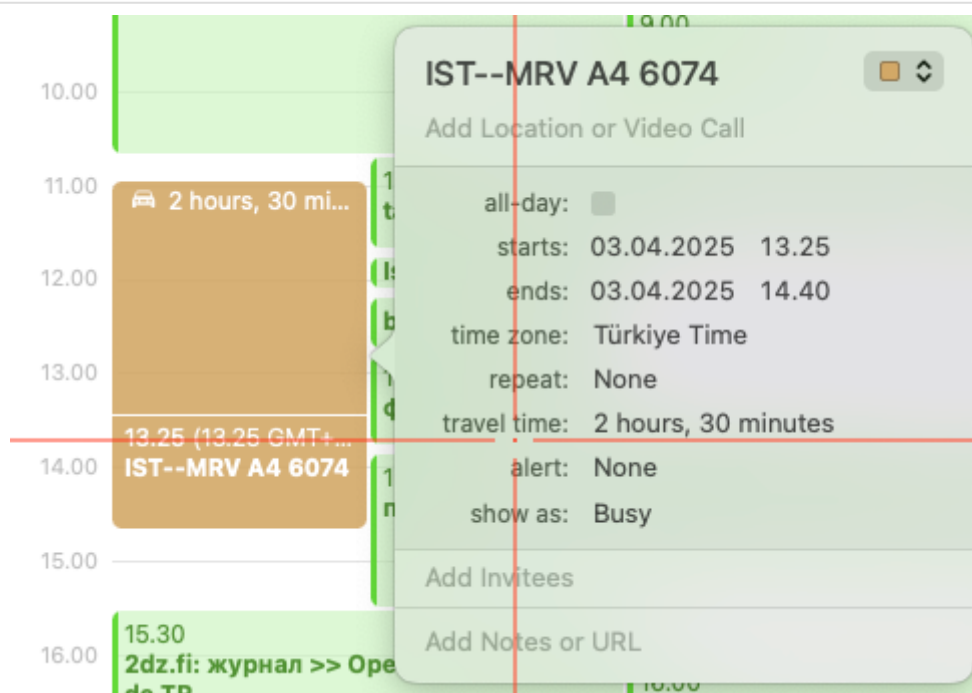 9.00
IST--MRV A4 6074
Add Location or Video Call
10.00
11.00
2 hours, 30 mi...
all-day:
starts: 03.04.2025 13.25
12.00
ends: 03.04.2025 14.40
time zone: Türkiye Time
13.00
repeat: None
travel time: 2 hours, 30 minutes
13.25 (13.25 GMT+...
14.00
IST--MRV A4 6074
alert: None
show as: Busy
15.00
Add Invitees
15.30
16.00
2dz.fi: журнал >> Ope
Add Notes or URL
de TR
16.00